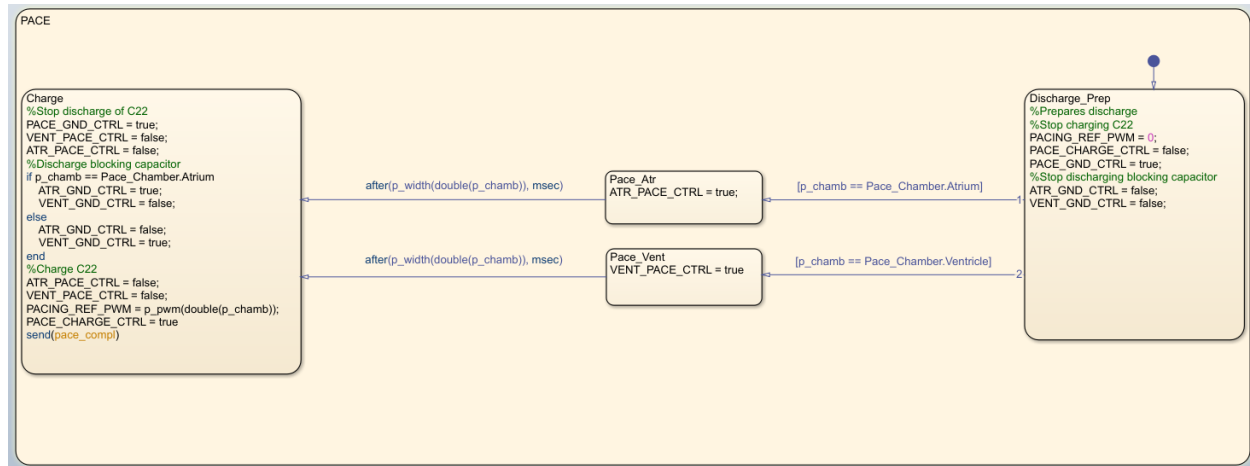 PACE
Charge
%Stop discharge of C22
PACE_GND_CTRL = true;
VENT_PACE_CTRL = false;
ATR_PACE_CTRL = false;
%Discharge blocking capacitor
if p_chamb == Pace_Chamber.Atrium
ATR_GND_CTRL = true;
VENT_GND_CTRL = false;
else
ATR_GND_CTRL = false;
VENT_GND_CTRL = true;
end
%Charge C22
ATR_PACE_CTRL = false;
VENT_PACE_CTRL = false;
PACING_REF_PWM = p_pwm(double(p_chamb));
PACE_CHARGE_CTRL = true
send(pace_compl)
after(p_width(double(p_chamb)), msec)
Pace_Atr
ATR_PACE_CTRL = true;
[p_chamb == Pace_Chamber.Atrium]
1
after(p_width(double(p_chamb)), msec)
Pace_Vent
VENT_PACE_CTRL = true
[p_chamb == Pace_Chamber.Ventricle]
2
Discharge_Prep
%Prepares discharge
%Stop charging C22
PACING_REF_PWM = 0;
PACE_CHARGE_CTRL = false;
PACE_GND_CTRL = true;
%Stop discharging blocking capacitor
ATR_GND_CTRL = false;
VENT_GND_CTRL = false;